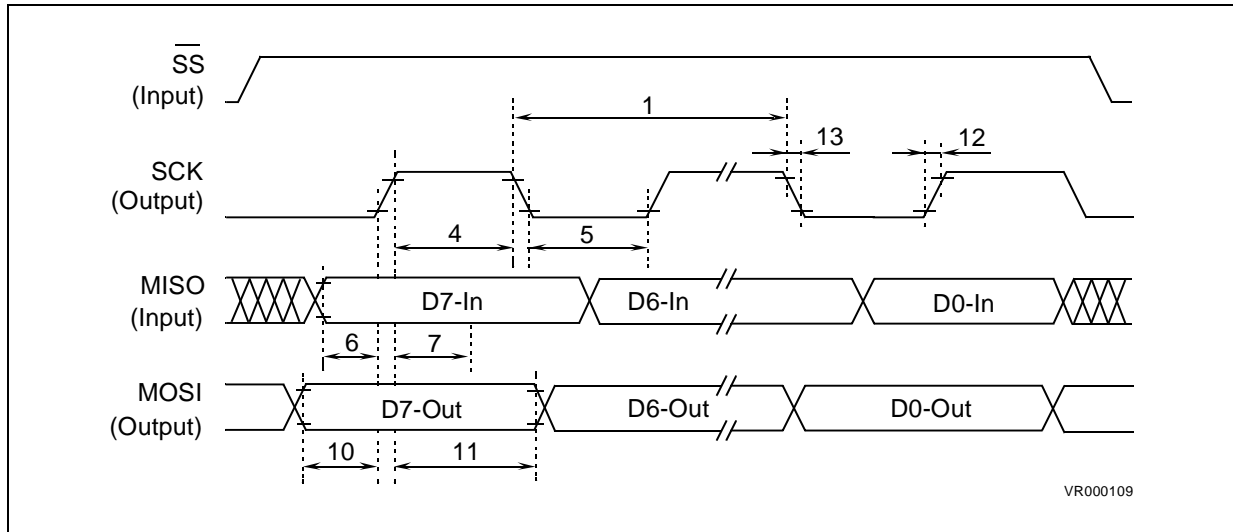 SS
(Input)
1
13
12
SCK
(Output)
4
5
MISO
(Input)
D7-In
D6-In
D0-In
6
7
MOSI
(Output)
D7-Out
D6-Out
D0-Out
10
11
VR000109